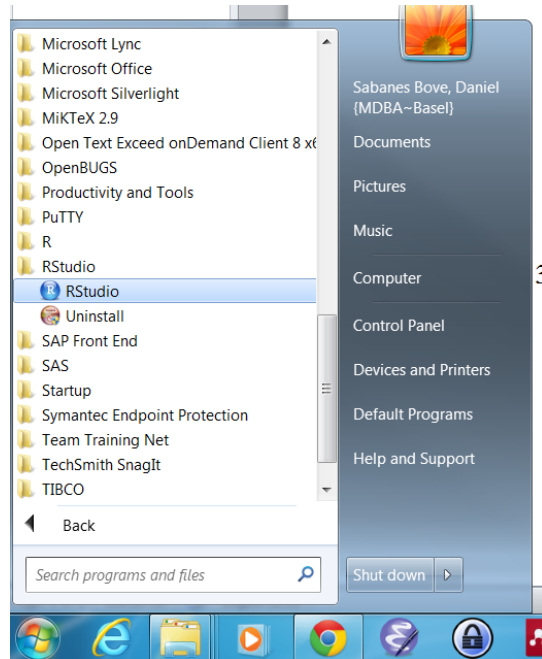 Microsoft Lync
Microsoft Office
Microsoft Silverlight
MiKTeX 2.9
Open Text Exceed onDemand Client 8 x6
OpenBUGS
Productivity and Tools
PuTTY
R
RStudio
RStudio
Uninstall
SAP Front End
SAS
Startup
Symantec Endpoint Protection
Team Training Net
TechSmith SnagIt
TIBCO
Back
Search programs and files
Sabanes Bove, Daniel
{MDBA~Basel}
Documents
Pictures
Music
Computer
Control Panel
Devices and Printers
Default Programs
Help and Support
Shut down